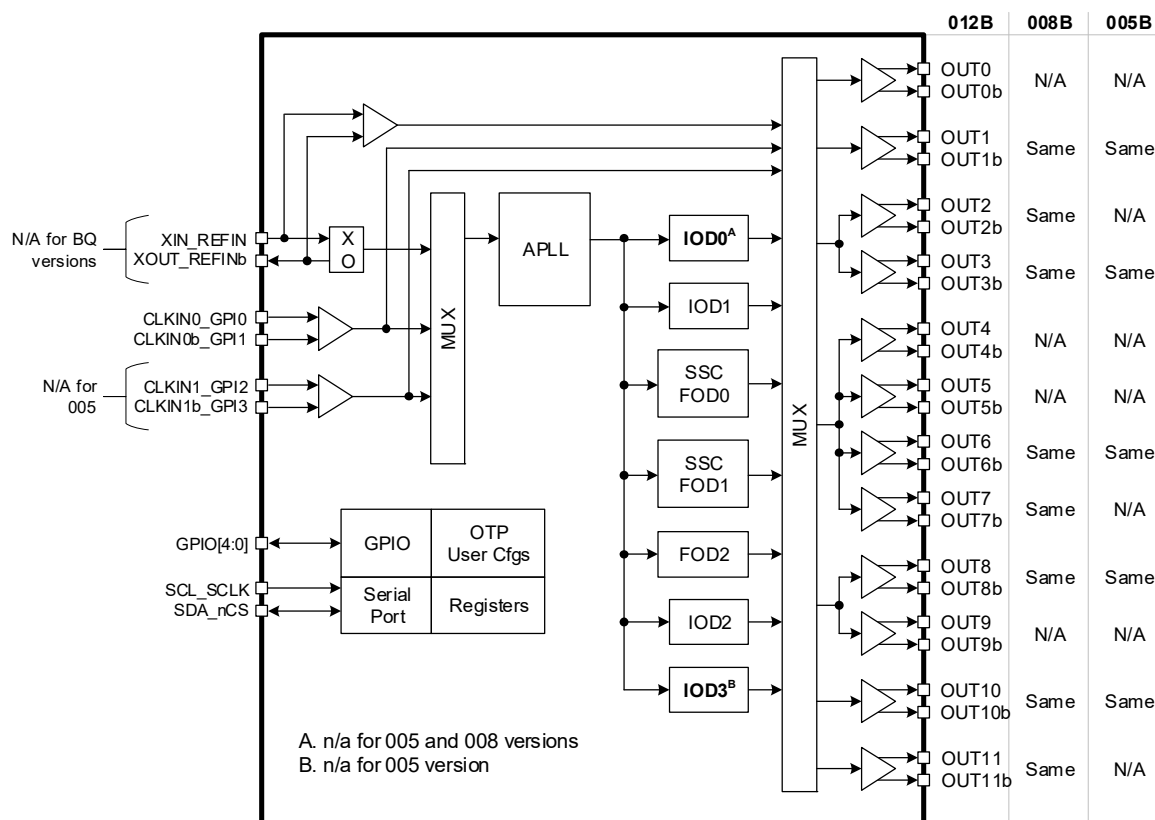 012B 008B 005B
OUT0
OUT0b
N/A N/A
OUT1
OUT1b
Same Same
OUT2
OUT2b
Same N/A
OUT3
OUT3b
Same Same
OUT4
OUT4b
N/A N/A
OUT5
OUT5b
N/A N/A
OUT6
OUT6b
Same Same
OUT7
OUT7b
Same N/A
OUT8
OUT8b
Same Same
OUT9
OUT9b
N/A N/A
OUT10
OUT10b
Same Same
OUT11
OUT11b
Same N/A
N/A for BQ
versions
XIN_REFIN
XOUT_REFINb
X
O
CLKIN0_GPI0
CLKIN0b_GPI1
N/A for
005
CLKIN1_GPI2
CLKIN1b_GPI3
MUX
APLL
IOD0A
IOD1
SSC
FOD0
SSC
FOD1
FOD2
IOD2
IOD3B
MUX
GPIO[4:0]
SCL_SCLK
SDA_nCS
GPIO
OTP
User Cfgs
Serial
Port
Registers
A. n/a for 005 and 008 versions
B. n/a for 005 version